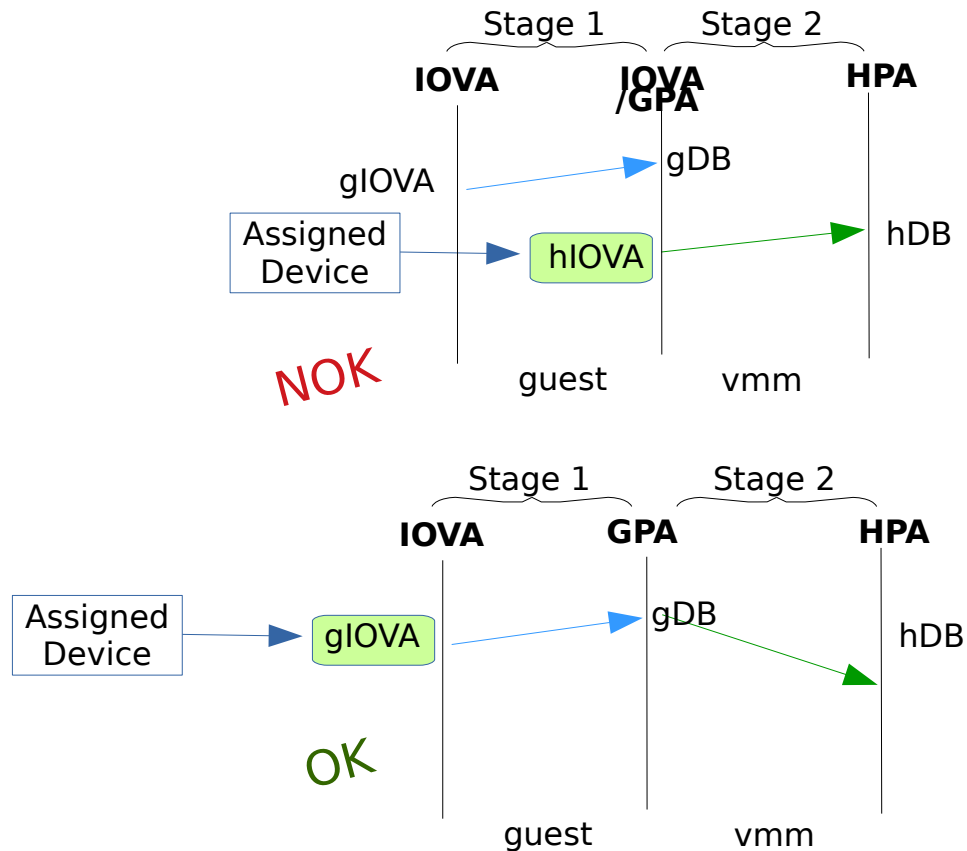 Stage 1 Stage 2
IOVA IOVA HPA
/GPA
gIOVA gDB
Assigned
Device
hIOVA hDB
NOK
guest vmm
Stage 1 Stage 2
IOVA GPA HPA
Assigned
Device
gIOVA gDB hDB
OK
guest vmm